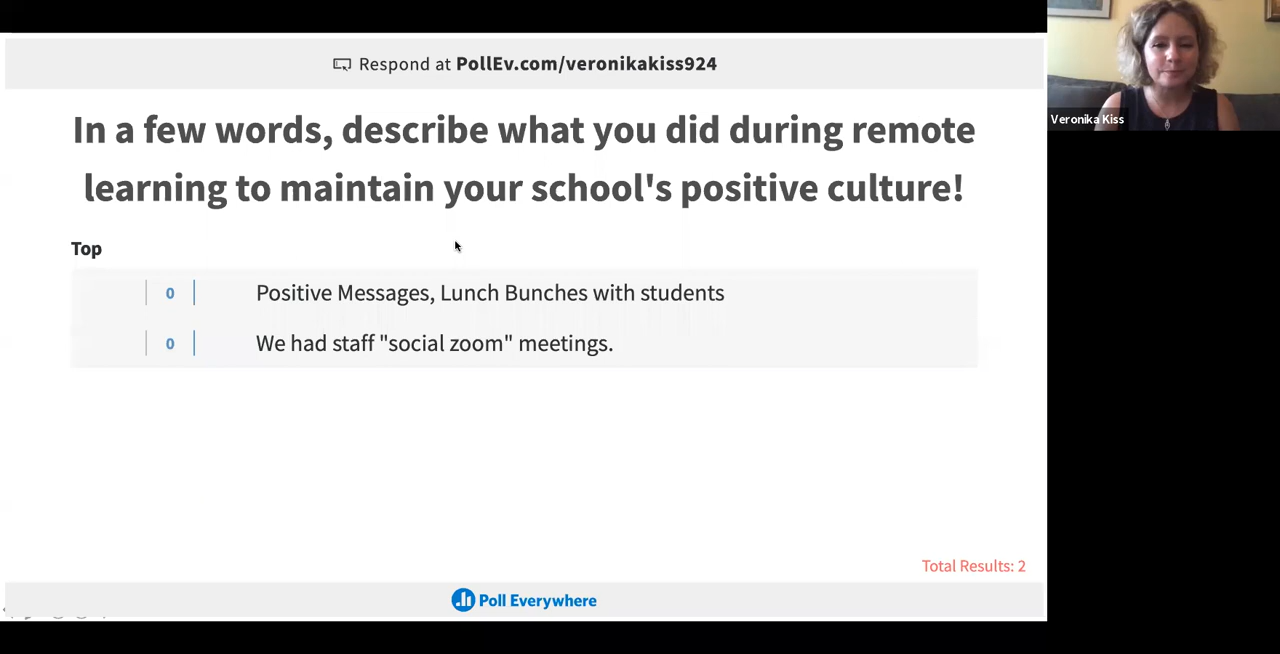 Respond at PollEv.com/veronikakiss924
In a few words, describe what you did during remote
learning to maintain your school's positive culture!
Top
0 Positive Messages, Lunch Bunches with students
0 We had staff "social zoom" meetings.
Total Results: 2
Poll Everywhere
Veronika Kiss